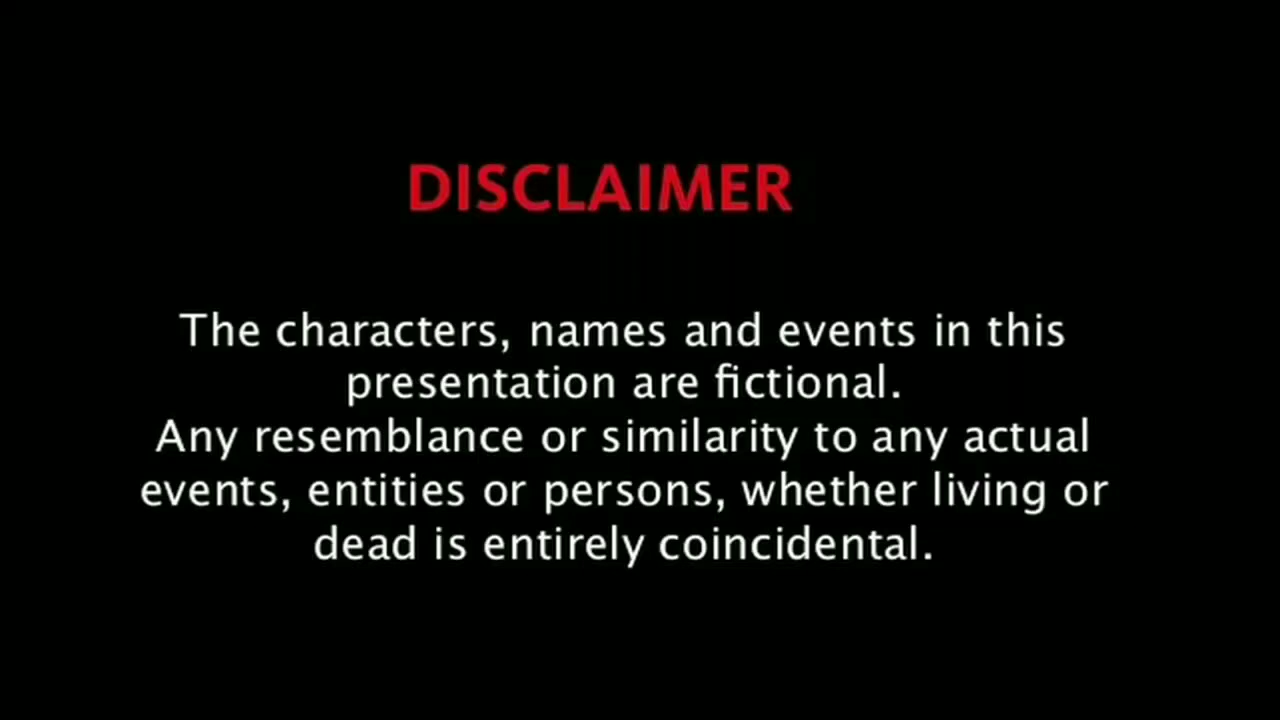 DISCLAIMER
The characters, names and events in this
presentation are fictional.
Any resemblance or similarity to any actual
events, entities or persons, whether living or
dead is entirely coincidental.